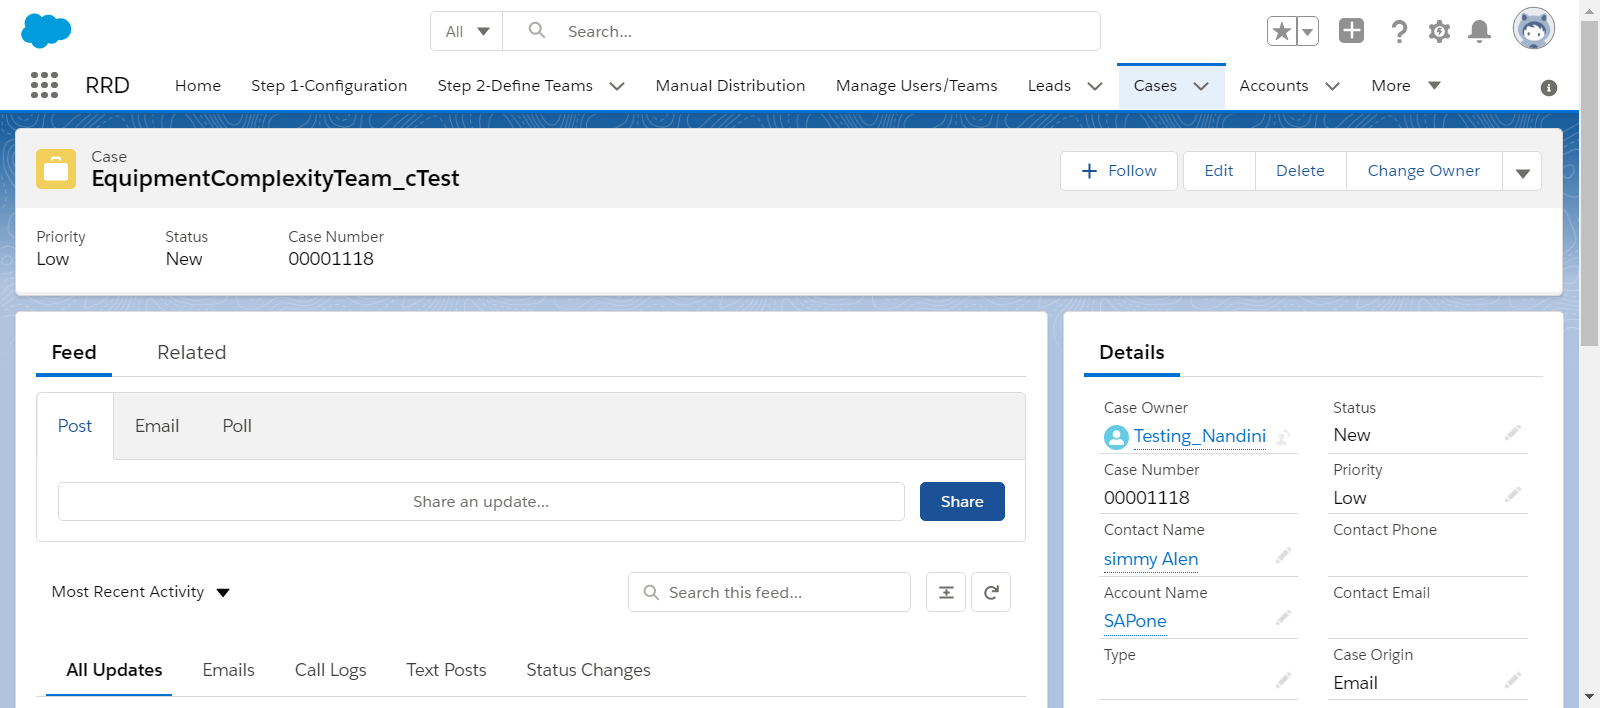 All
Search...
RRD
Home
Step 1-Configuration
Step 2-Define Teams
Manual Distribution
Manage Users/Teams
Leads
Cases
Accounts
More
Case
EquipmentComplexityTeam_cTest
Follow
Edit
Delete
Change Owner
Priority
Low
Status
New
Case Number
00001118
Feed
Related
Post
Email
Poll
Share an update...
Share
Most Recent Activity
Search this feed...
All Updates
Emails
Call Logs
Text Posts
Status Changes
Details
Case Owner
Testing_Nandini
Status
New
Case Number
00001118
Priority
Low
Contact Name
simmy Alen
Contact Phone
Account Name
SAPone
Contact Email
Type
Case Origin
Email